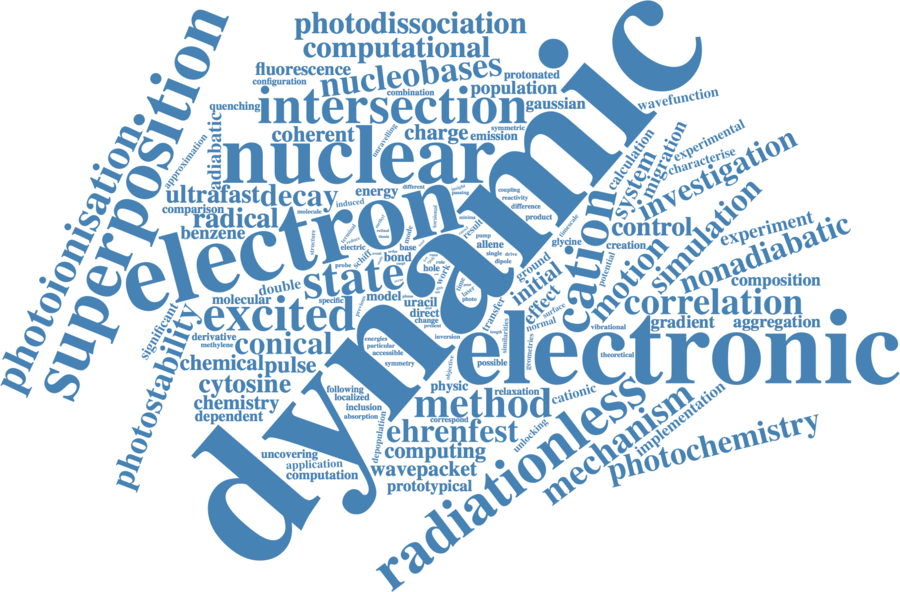 photodissociation
computational
fluorescence
configuration
nucleobases
protonated
combination
population
quenching
intersection
gaussian
wavefunction
coherent
charge
symmetric
emission
unravelling
approximation
adiabatic
nuclear
dynamic
superposition
photoionisation
calculation
experimental
characterise
migration
system
investigation
ultrafast
decay
energy
different
comparison
induced
molecule
radical
benzene
electron
coupling
reactivity
difference
product
result
timescale
control
simulation
experiment
structure
electric
mode
base
bond
schiff
pump
allene
single
drive
dipole
glycine
creation
cation
motion
nonadiabatic
probe
hole
work
ground
potential
double
state
initial
composition
molecular
specific
model
uracil
effect
correlation
significant
excited
direct
change
transfer
surface
normal
gradient
aggregation
vibrational
derivative
methylene
conical
energies
particular
accessible
inversion
similarities
geometries
electronic
photostability
chemical
pulse
symmetry
possible
theoretical
cytosine
objective
physic
relaxation
chemistry
following
localized
inclusion
absorption
dependent
method
cationic
correspond
ehrenfest
unlocking
radiationless
mechanism
implementation
photochemistry
depopulation
uncovering
application
computation
computing
wavepacket
prototypical